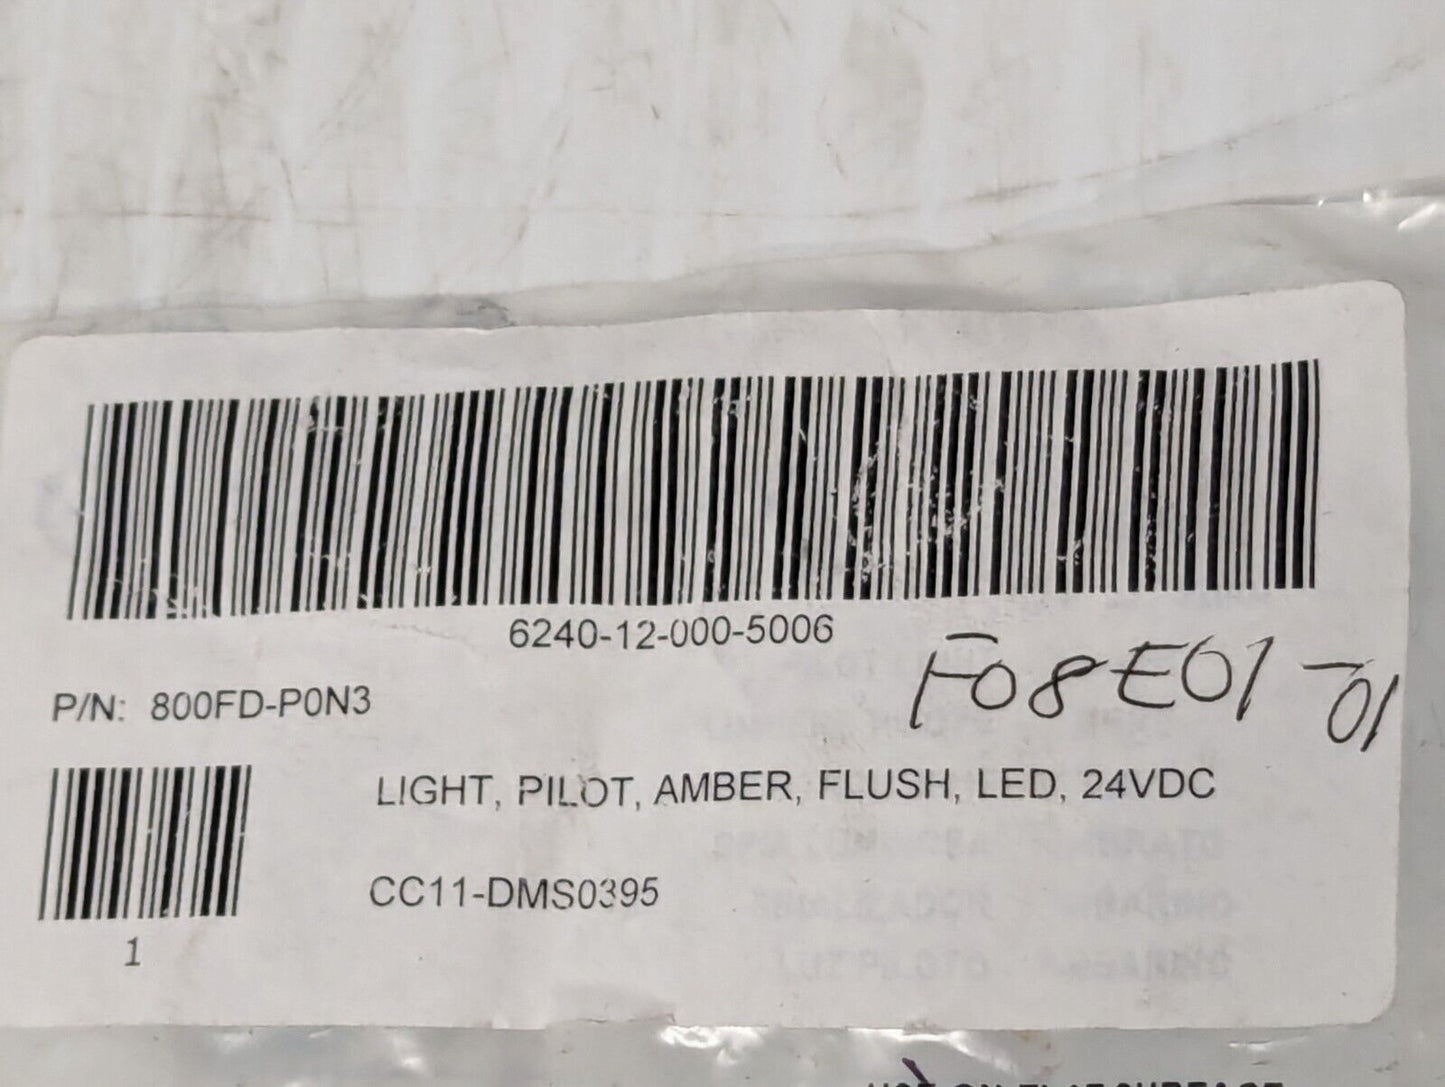 6240-12-000-5006
F08E01-01
P/N: 800FD-P0N3
LIGHT, PILOT, AMBER, FLUSH, LED, 24VDC
CC11-DMS0395
1